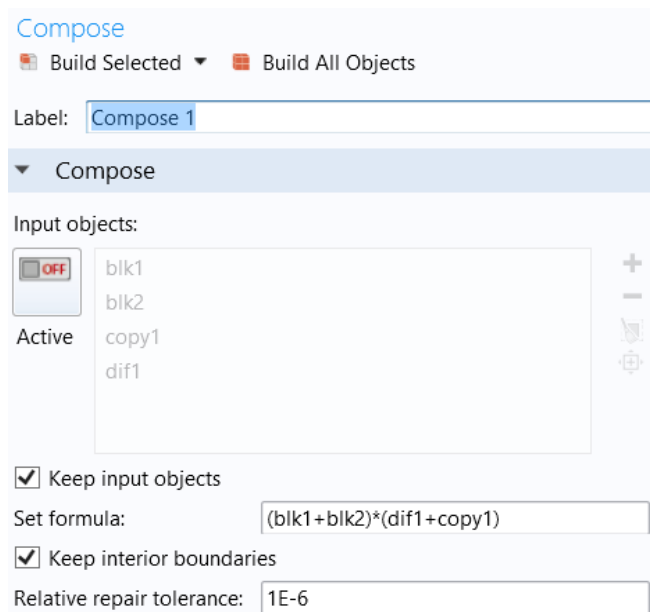 Compose
Build Selected Build All Objects
Label: Compose 1
Compose
Input objects:
OFF
Active
blk1
blk2
copy1
dif1
Keep input objects
Set formula: (blk1+blk2)*(dif1+copy1)
Keep interior boundaries
Relative repair tolerance: 1E-6